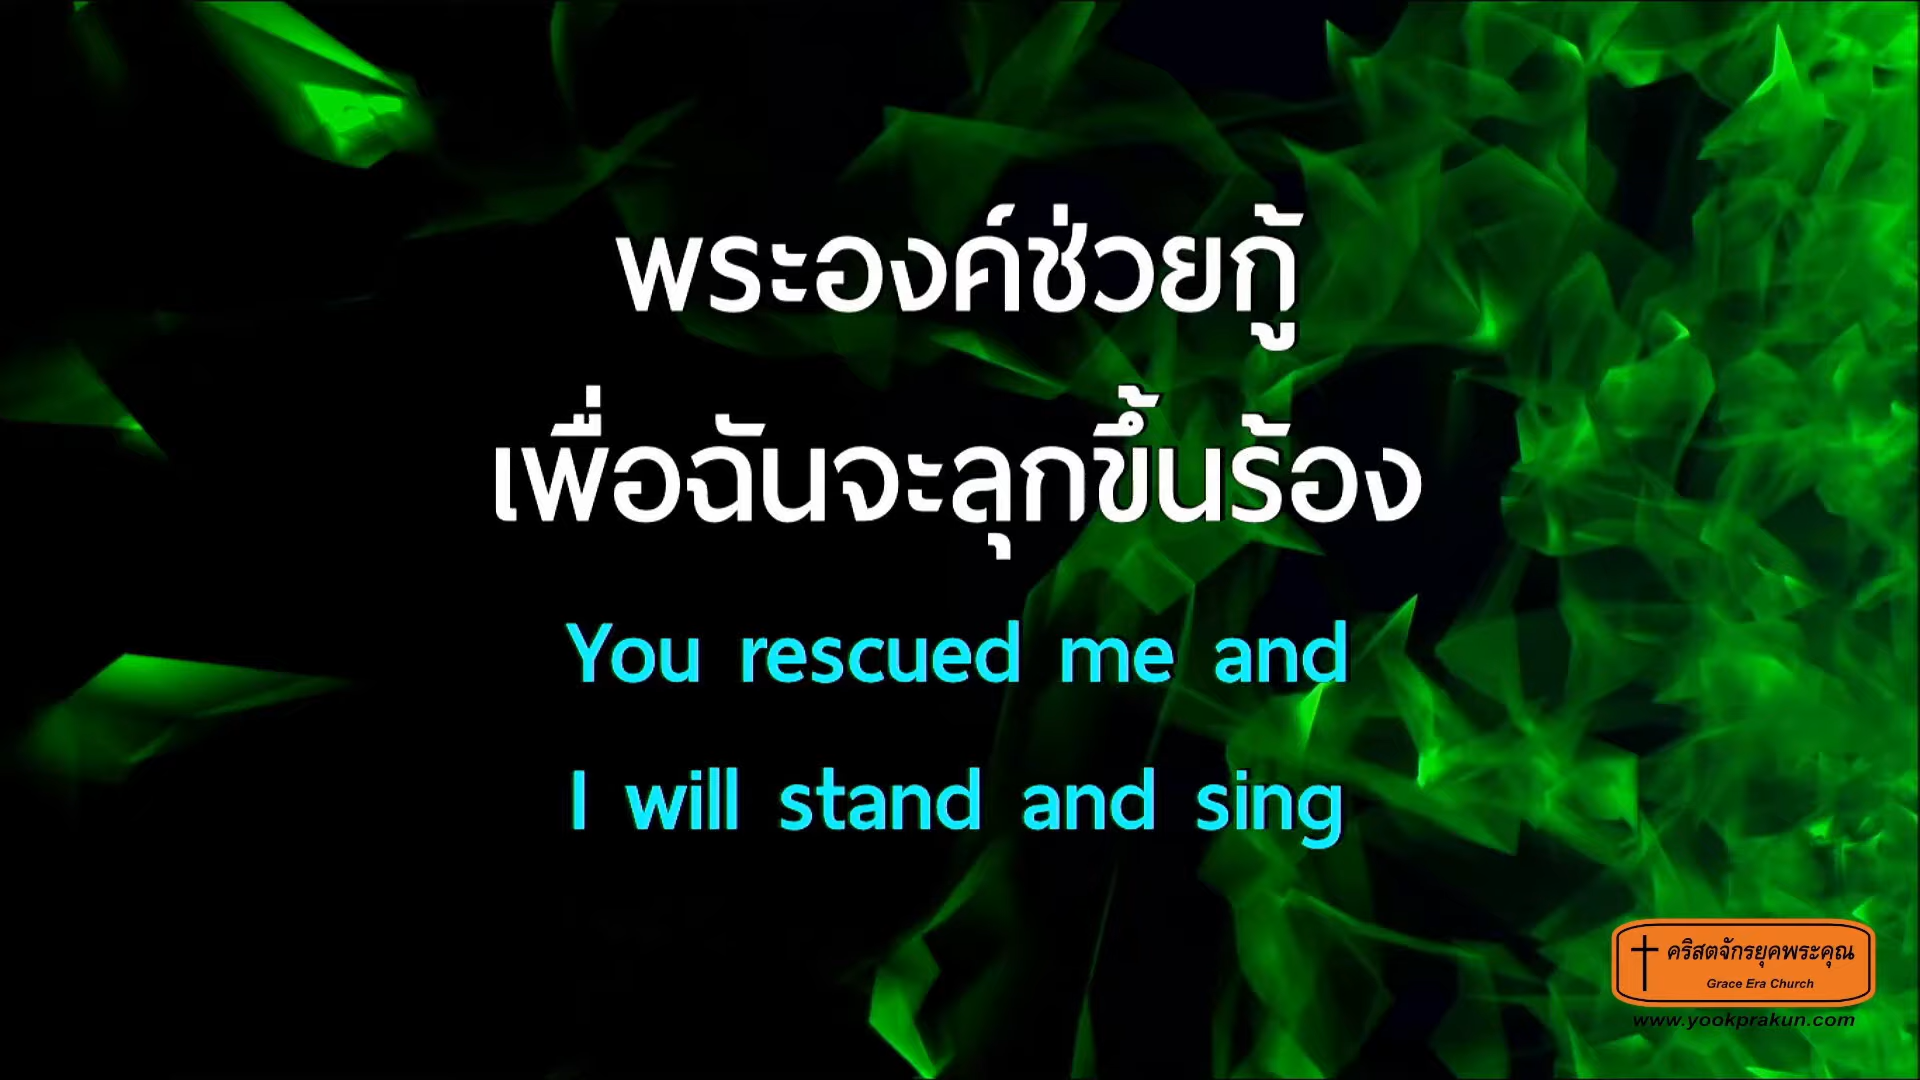 พระองค์ช่วยกู้
เพื่อฉันจะลุกขึ้นร้อง
You rescued me and
I will stand and sing
คริสตจักรยุคพระคุณ
Grace Era Church
www.yookprakun.com